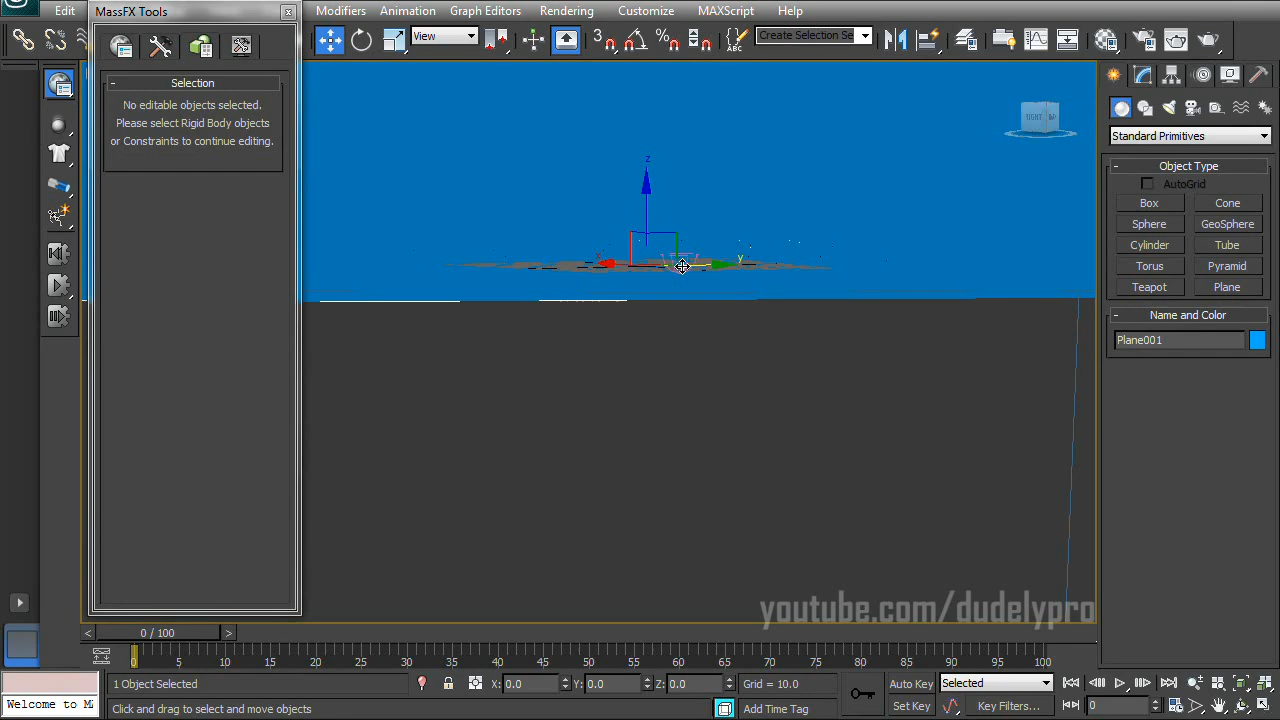 Edit
MassFX Tools
Modifiers
Animation
Graph Editors
Rendering
Customize
MAXScript
Help
View
3
Create Selection Se
Selection
No editable objects selected.
Please select Rigid Body objects
or Constraints to continue editing.
z
x
y
RIGHT
Standard Primitives
Object Type
AutoGrid
Box
Cone
Sphere
GeoSphere
Cylinder
Tube
Torus
Pyramid
Teapot
Plane
Name and Color
Plane001
youtube.com/dudelypro
0 / 100
0 5 10 15 20 25 30 35 40 45 50 55 60 65 70 75 80 85 90 95 100
1 Object Selected
X: 0.0
Y: 0.0
Z: 0.0
Grid = 10.0
Auto Key
Selected
Welcome to M
Click and drag to select and move objects
Add Time Tag
Set Key
Key Filters...
0